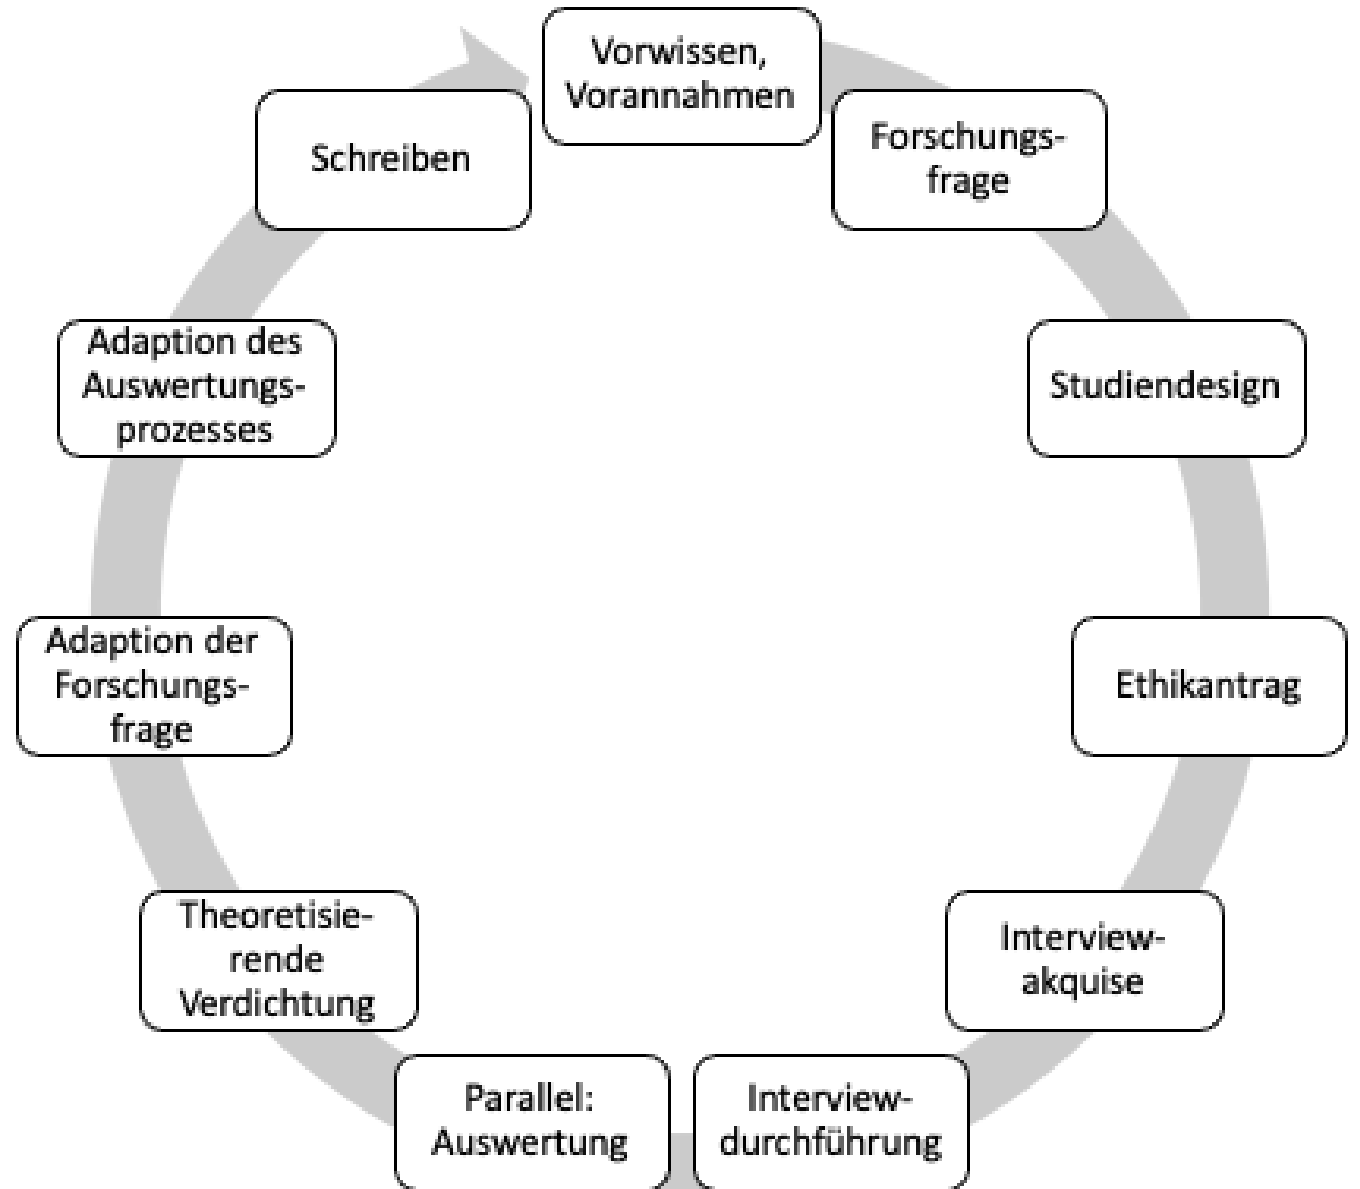 Vorwissen,
Vorannahmen
Forschungs-
frage
Studiendesign
Ethikantrag
Interview-
akquise
Interview-
durchführung
Parallel:
Auswertung
Theoretisie-
rende
Verdichtung
Adaption der
Forschungs-
frage
Adaption des
Auswertungs-
prozesses
Schreiben